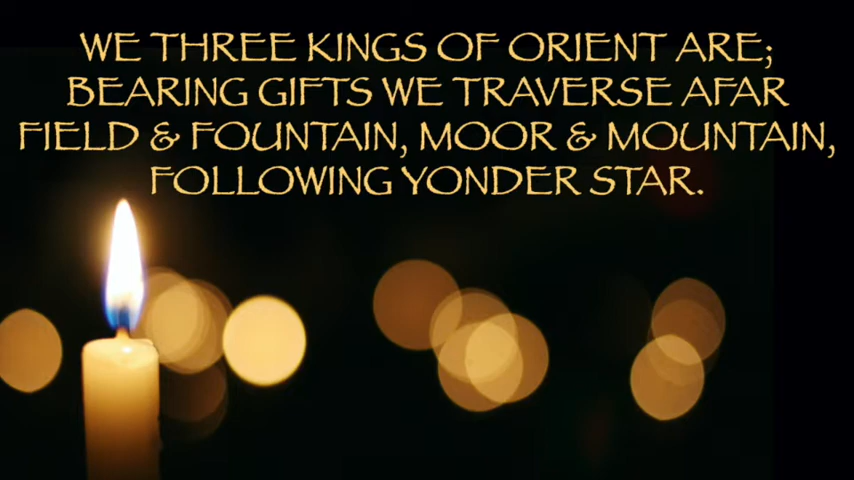 WE THREE KINGS OF ORIENT ARE;
BEARING GIFTS WE TRAVERSE AFAR
FIELD & FOUNTAIN, MOOR & MOUNTAIN,
FOLLOWING YONDER STAR.